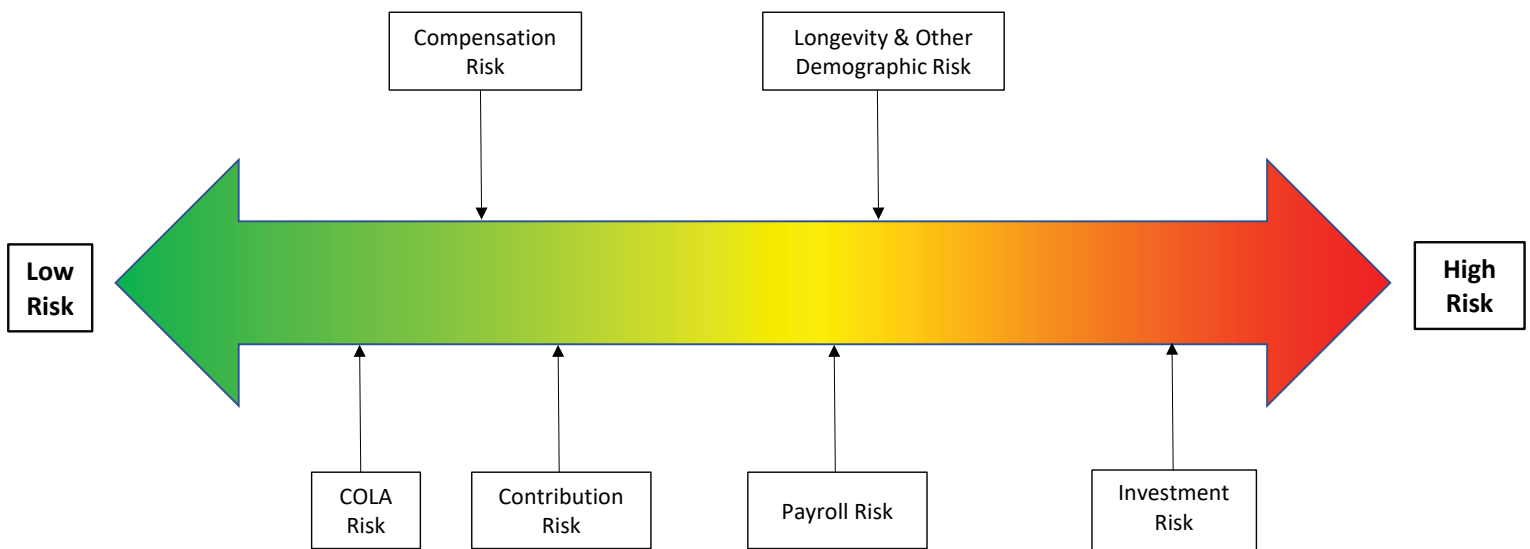 Compensation
Risk
Longevity & Other
Demographic Risk
Low
Risk
High
Risk
COLA
Risk
Contribution
Risk
Payroll Risk
Investment
Risk